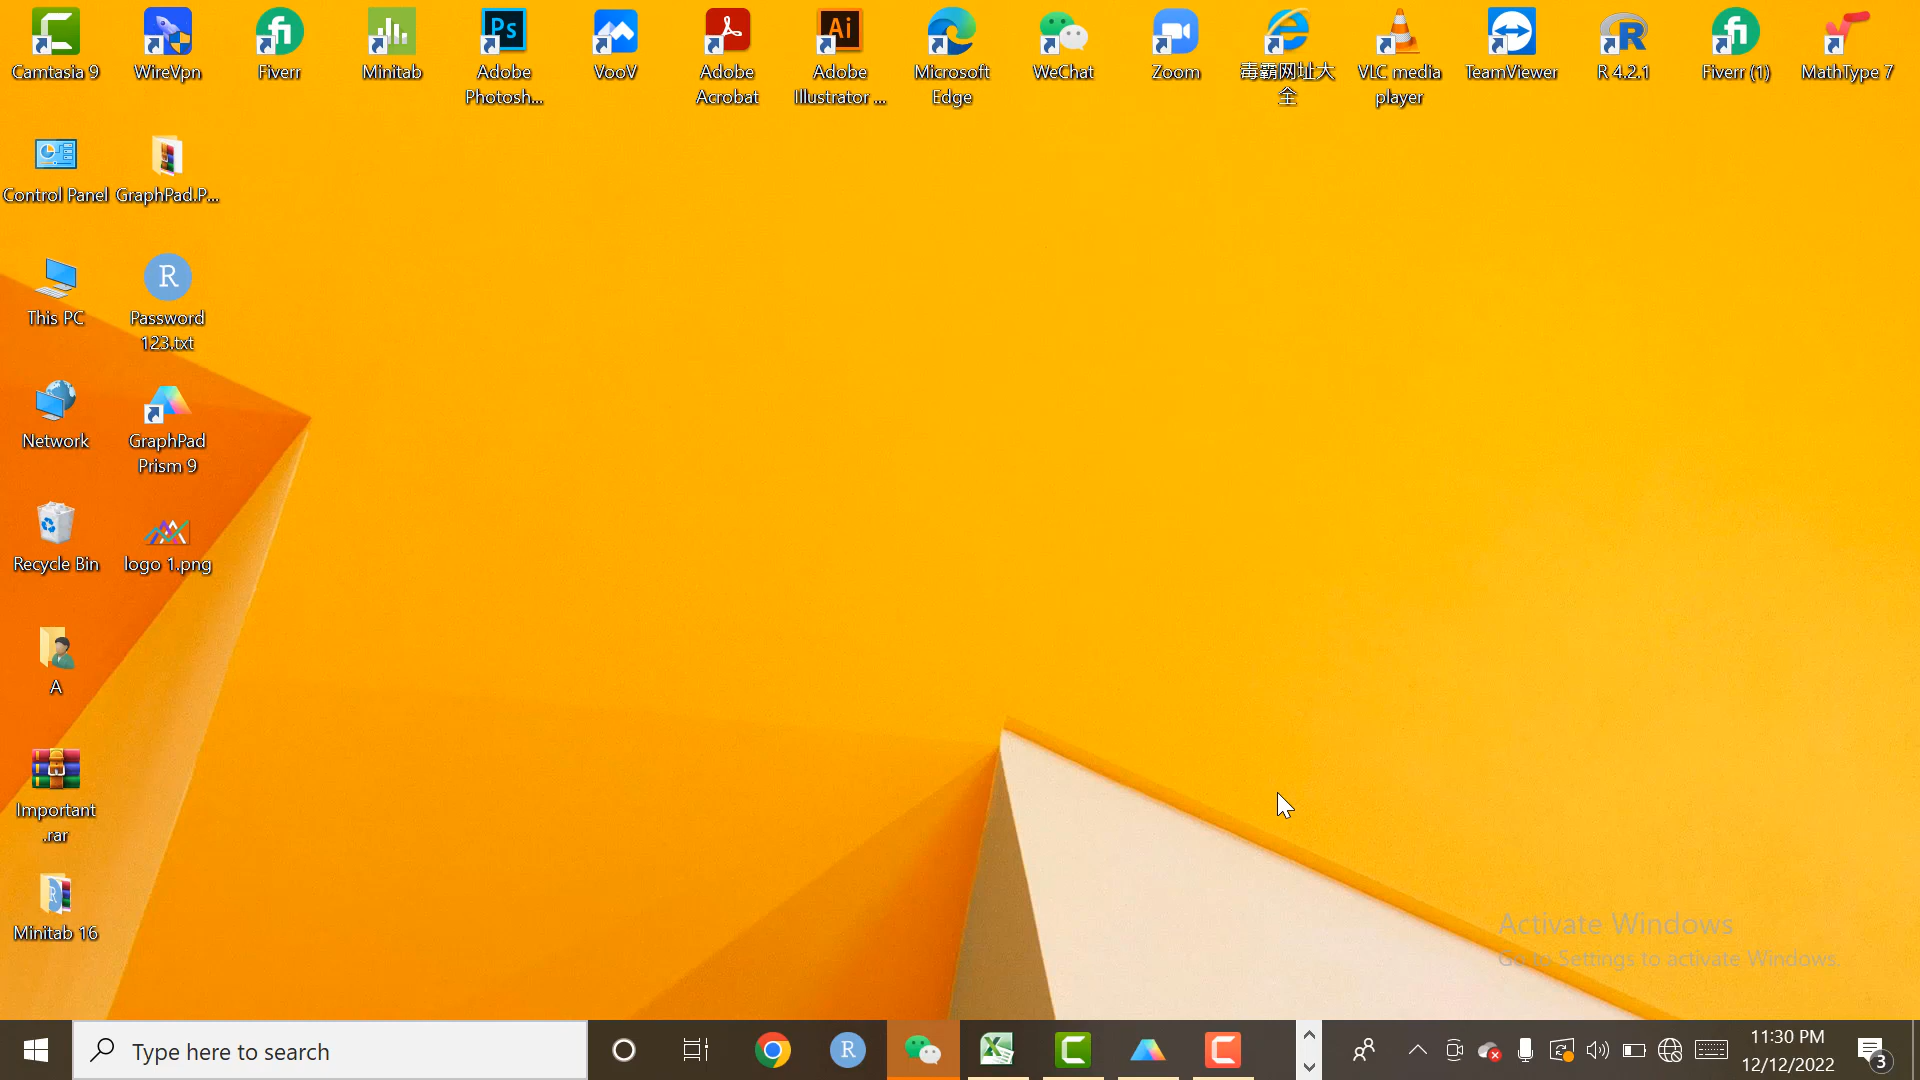 Camtasia 9
WireVpn
Fiverr
Minitab
Adobe
Photosh...
VooV
Adobe
Acrobat
Adobe
Illustrator ...
Microsoft
Edge
WeChat
Zoom
毒霸网址大
全
VLC media
player
TeamViewer
R 4.2.1
Fiverr (1)
MathType 7
Control Panel
GraphPad.P...
This PC
Password
123.txt
Network
GraphPad
Prism 9
Recycle Bin
logo 1.png
A
Important
.rar
Minitab 16
Activate Windows
Go to Settings to activate Windows.
Type here to search
11:30 PM
12/12/2022
3